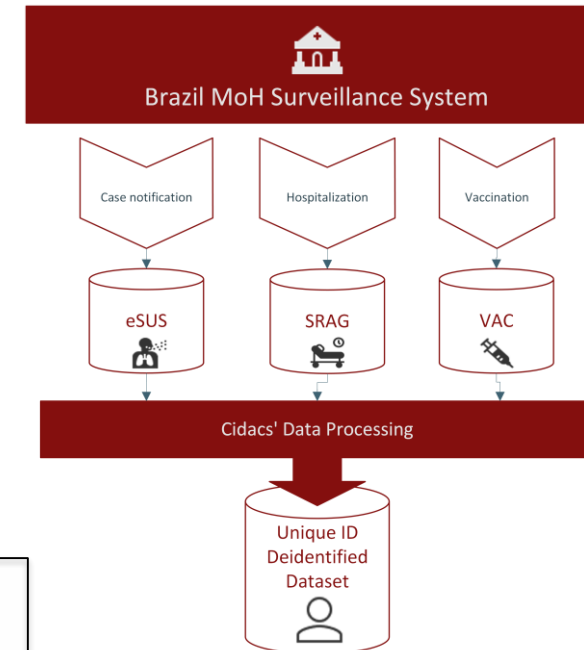 Brazil MoH Surveillance System
Case notification
Hospitalization
Vaccination
eSUS
SRAG
VAC
Cidacs' Data Processing
Unique ID
Deidentified
Dataset